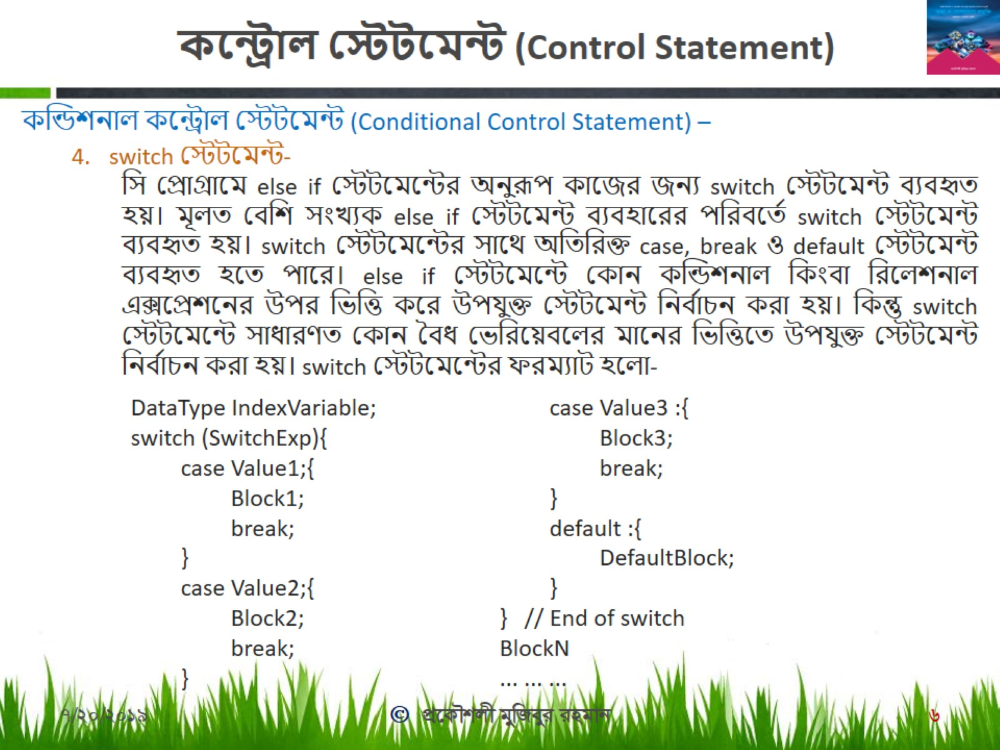 কন্ট্রোল স্টেটমেন্ট (Control Statement)
কন্ডিশনাল কন্ট্রোল স্টেটমেন্ট (Conditional Control Statement) –
4. switch স্টেটমেন্ট-
সি প্রোগ্রামে else if স্টেটমেন্টের অনুরূপ কাজের জন্য switch স্টেটমেন্ট ব্যবহৃত
হয়। মূলত বেশি সংখ্যক else if স্টেটমেন্ট ব্যবহারের পরিবর্তে switch স্টেটমেন্ট
ব্যবহৃত হয়। switch স্টেটমেন্টের সাথে অতিরিক্ত case, break ও default স্টেটমেন্ট
ব্যবহৃত হতে পারে। else if স্টেটমেন্টে কোন কন্ডিশনাল কিংবা রিলেশনাল
এক্সপ্রেশনের উপর ভিত্তি করে উপযুক্ত স্টেটমেন্ট নির্বাচন করা হয়। কিন্তু switch
স্টেটমেন্টে সাধারণত কোন বৈধ ভেরিয়েবলের মানের ভিত্তিতে উপযুক্ত স্টেটমেন্ট
নির্বাচন করা হয়। switch স্টেটমেন্টের ফরম্যাট হলো-
DataType IndexVariable;
switch (SwitchExp){
case Value1;{
Block1;
break;
}
case Value2;{
Block2;
break;
}
case Value3 :{
Block3;
break;
}
default :{
DefaultBlock;
}
} // End of switch
BlockN
... ... ...
৭/২০/২০১৯
© প্রকৌশলী মুজিবুর রহমান
৬